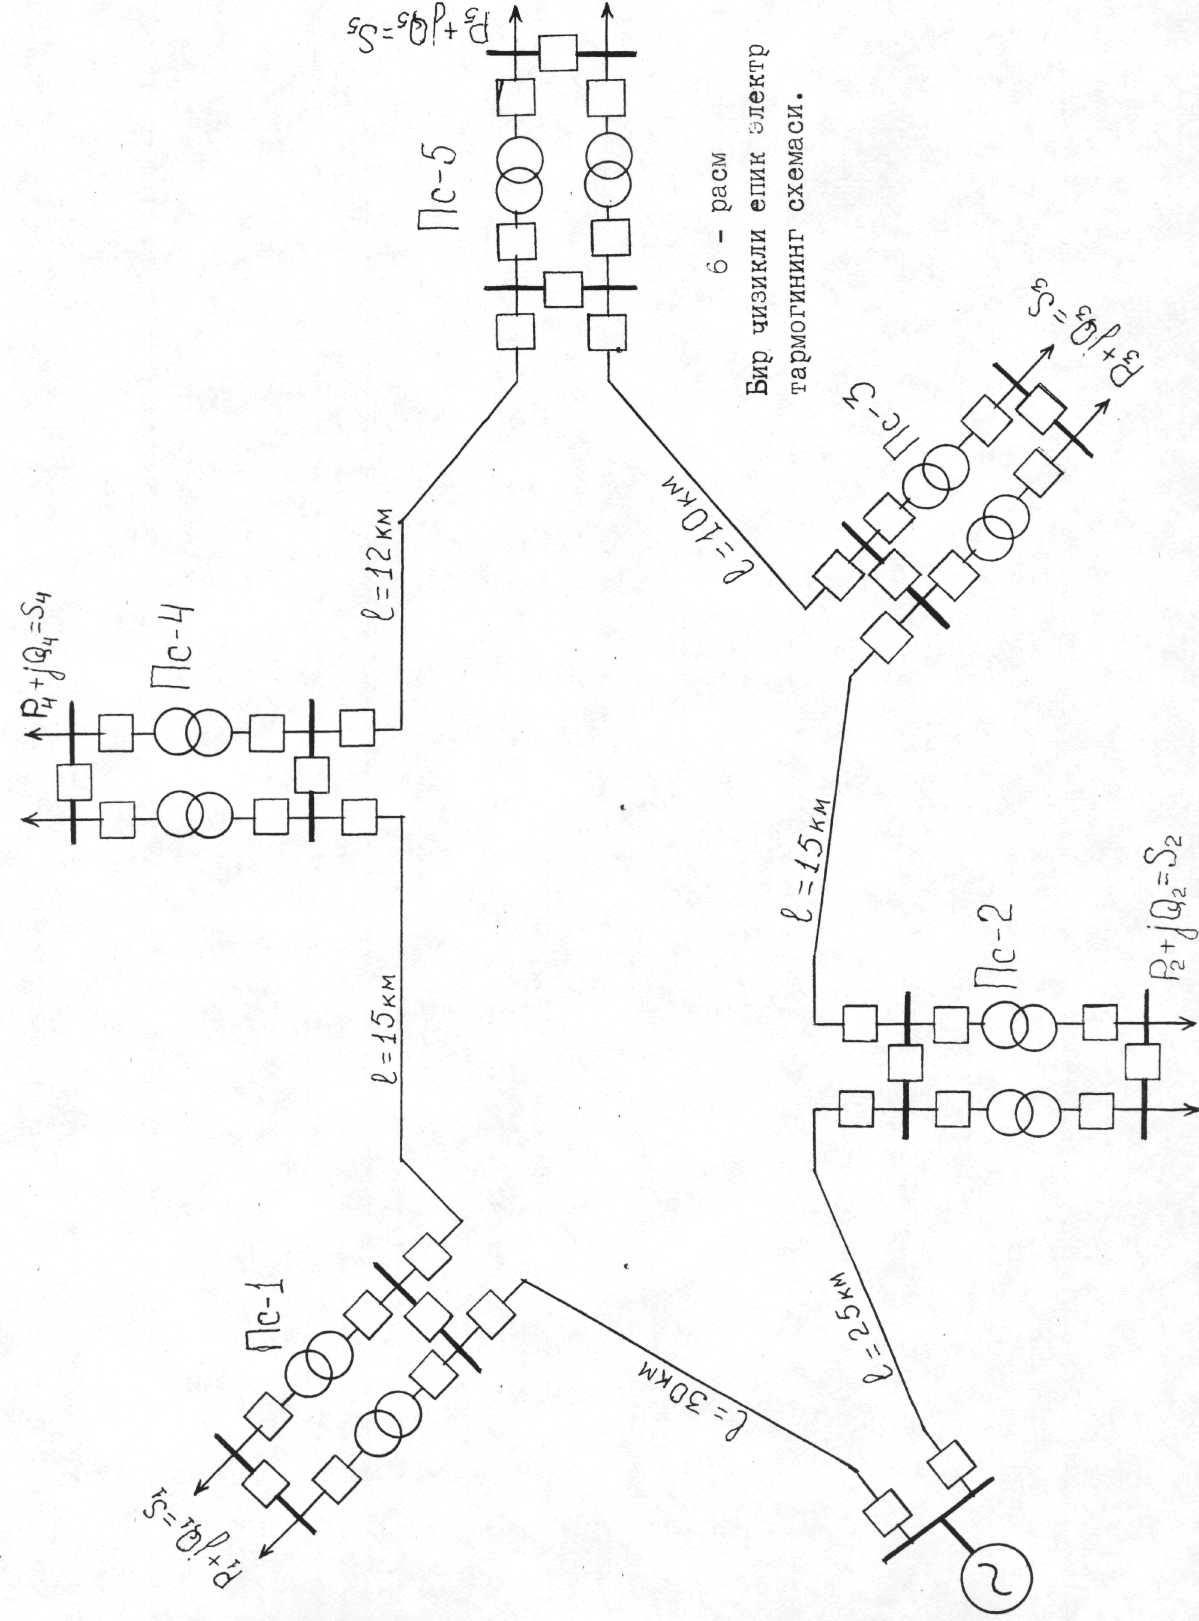 6 - расм
Бир чизикли епик электр
тармогининг схемаси.
P₅+jQ₅=S₅
Пс-5
P₄+jQ₄=S₄
Пс-4
ℓ=12км
ℓ=10км
Пс-3
P₃+jQ₃=S₄
ℓ=15км
ℓ=15км
Пс-2
P₂+jQ₂=S₂
Пс-1
P₁+jQ₁=S₁
ℓ=30км
ℓ=25км
~